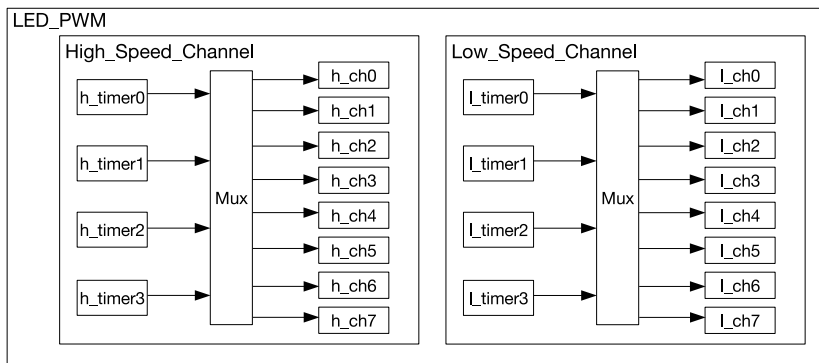 LED_PWM
High_Speed_Channel
h_timer0
h_timer1
h_timer2
h_timer3
Mux
h_ch0
h_ch1
h_ch2
h_ch3
h_ch4
h_ch5
h_ch6
h_ch7
Low_Speed_Channel
l_timer0
l_timer1
l_timer2
l_timer3
Mux
l_ch0
l_ch1
l_ch2
l_ch3
l_ch4
l_ch5
l_ch6
l_ch7